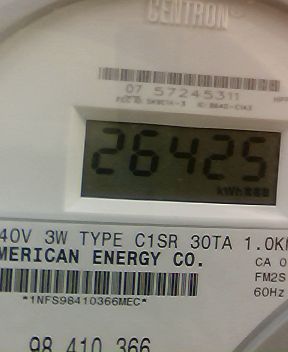 CENTRON
07 57245311
26425
kWh
40V 3W TYPE C1SR 30TA 1.0K
MERICAN ENERGY CO.
CA 0
FM2S
60Hz
*1NFS98410366MEC*
98 410 366